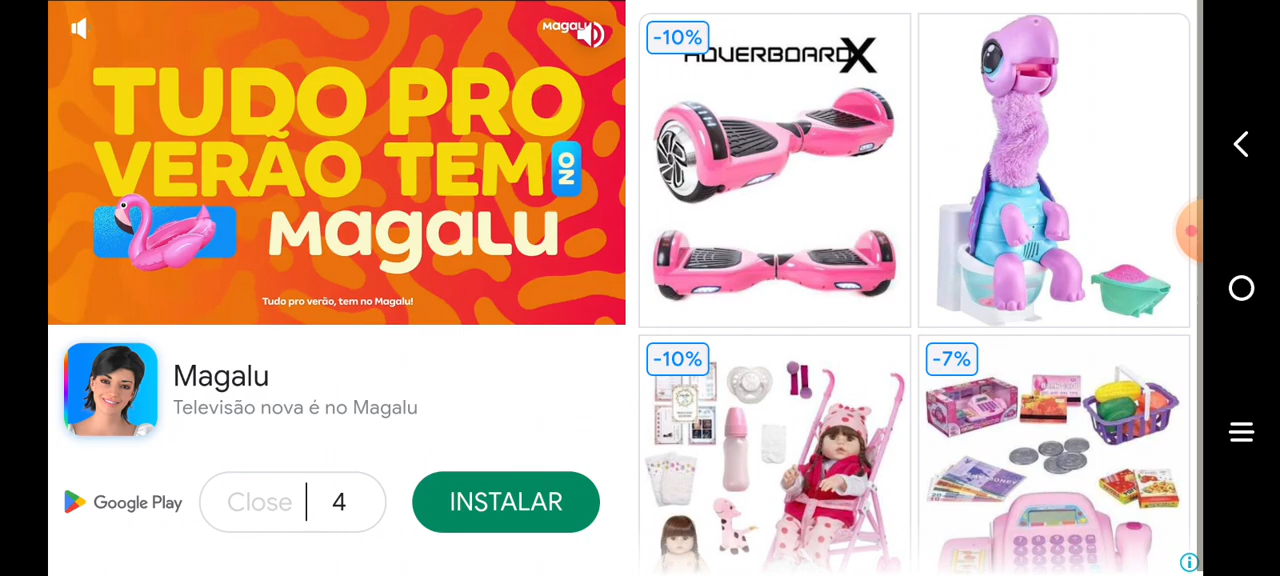 Magalu
TUDO PRO
VERÃO TEM
NO
Magalu
Tudo pro verão, tem no Magalu!
Magalu
Televisão nova é no Magalu
Google Play
Close
4
INSTALAR
-10%
HOVERBOARDX
-10%
-7%